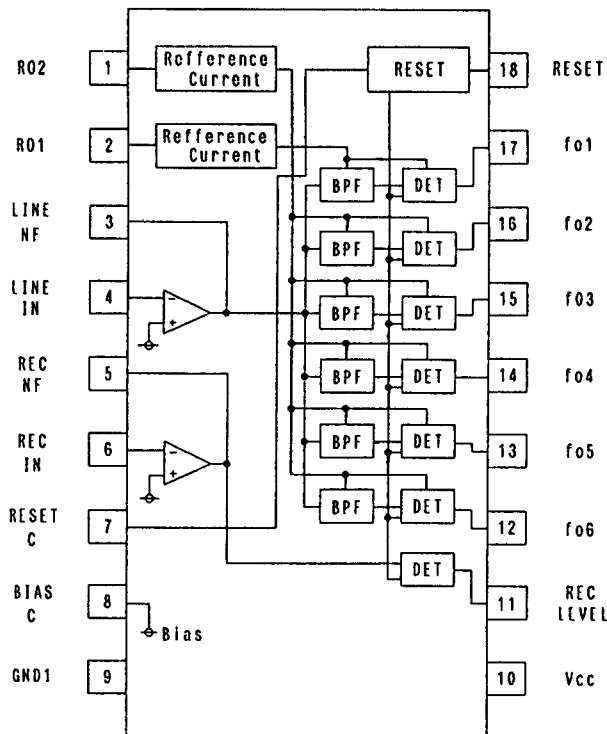 RO2 1 Refference Current RESET 18 RESET
RO1 2 Refference Current 17 fo1
BPF DET
LINE NF 3 16 fo2
BPF DET
LINE IN 4 - + 15 fo3
BPF DET
REC NF 5 14 fo4
BPF DET
REC IN 6 - + 13 fo5
BPF DET
RESET C 7 12 fo6
BPF DET
BIAS C 8 Bias DET 11 REC LEVEL
GND1 9 10 Vcc